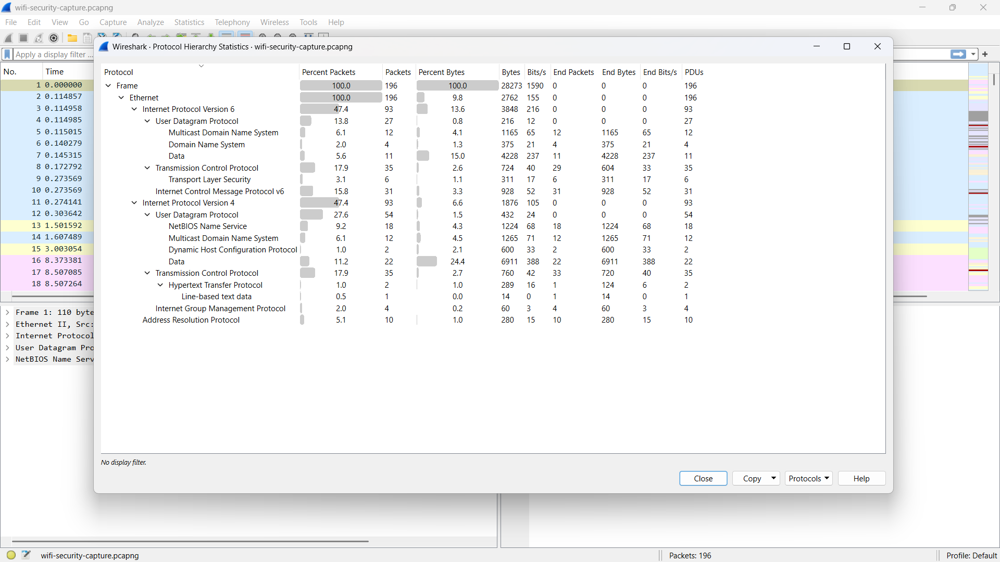 wifi-security-capture.pcapng
File Edit View Go Capture Analyze Statistics Telephony Wireless Tools Help
Wireshark · Protocol Hierarchy Statistics · wifi-security-capture.pcapng
Apply a display filter ...
No. Time
1 0.000000
2 0.114857
3 0.114958
4 0.114985
5 0.115015
6 0.140279
7 0.145315
8 0.172792
9 0.273569
10 0.273569
11 0.274141
12 0.303642
13 1.501592
14 1.607489
15 3.003054
16 8.373381
17 8.507085
18 8.507264
Frame 1: 110 byte
Ethernet II, Src:
Internet Protocol
User Datagram Pro
NetBIOS Name Serv
Protocol Percent Packets Packets Percent Bytes Bytes Bits/s End Packets End Bytes End Bits/s PDUs
Frame 100.0 196 100.0 28273 1590 0 0 0 196
Ethernet 100.0 196 9.8 2762 155 0 0 0 196
Internet Protocol Version 6 47.4 93 13.6 3848 216 0 0 0 93
User Datagram Protocol 13.8 27 0.8 216 12 0 0 0 27
Multicast Domain Name System 6.1 12 4.1 1165 65 12 1165 65 12
Domain Name System 2.0 4 1.3 375 21 4 375 21 4
Data 5.6 11 15.0 4228 237 11 4228 237 11
Transmission Control Protocol 17.9 35 2.6 724 40 29 604 33 35
Transport Layer Security 3.1 6 1.1 311 17 6 311 17 6
Internet Control Message Protocol v6 15.8 31 3.3 928 52 31 928 52 31
Internet Protocol Version 4 47.4 93 6.6 1876 105 0 0 0 93
User Datagram Protocol 27.6 54 1.5 432 24 0 0 0 54
NetBIOS Name Service 9.2 18 4.3 1224 68 18 1224 68 18
Multicast Domain Name System 6.1 12 4.5 1265 71 12 1265 71 12
Dynamic Host Configuration Protocol 1.0 2 2.1 600 33 2 600 33 2
Data 11.2 22 24.4 6911 388 22 6911 388 22
Transmission Control Protocol 17.9 35 2.7 760 42 33 720 40 35
Hypertext Transfer Protocol 1.0 2 1.0 289 16 1 124 6 2
Line-based text data 0.5 1 0.0 14 0 1 14 0 1
Internet Group Management Protocol 2.0 4 0.2 60 3 4 60 3 4
Address Resolution Protocol 5.1 10 1.0 280 15 10 280 15 10
No display filter.
Close Copy Protocols Help
wifi-security-capture.pcapng Packets: 196 Profile: Default